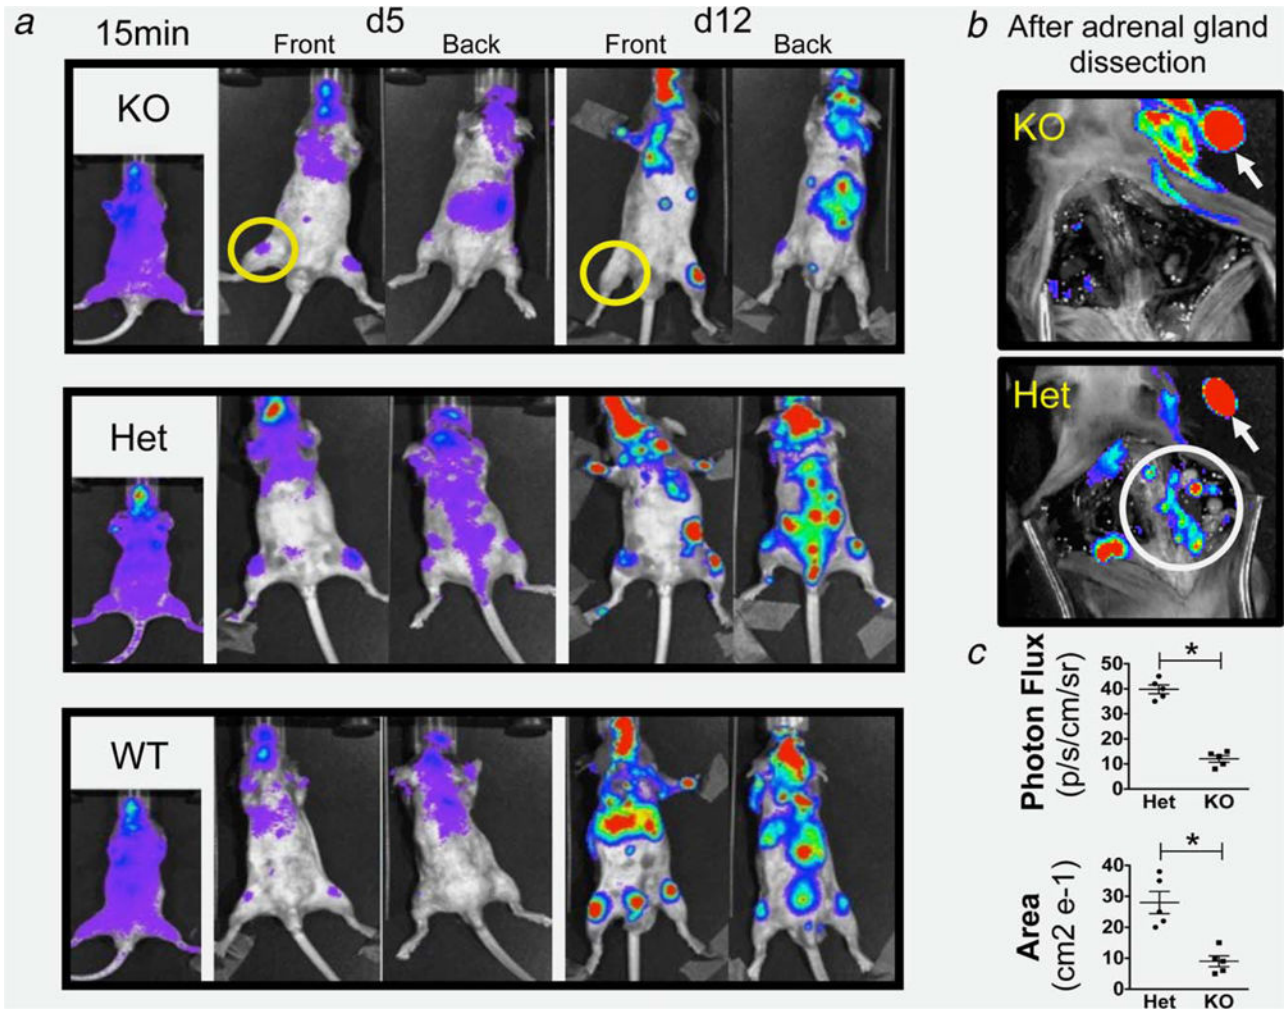 a
15min
d5
d12
Front
Back
Front
Back
KO
Het
WT
b
After adrenal gland
dissection
KO
Het
c
Photon Flux
(p/s/cm/sr)
50
40
30
20
10
0
*
Het
KO
Area
(cm2 e-1)
40
30
20
10
0
*
Het
KO